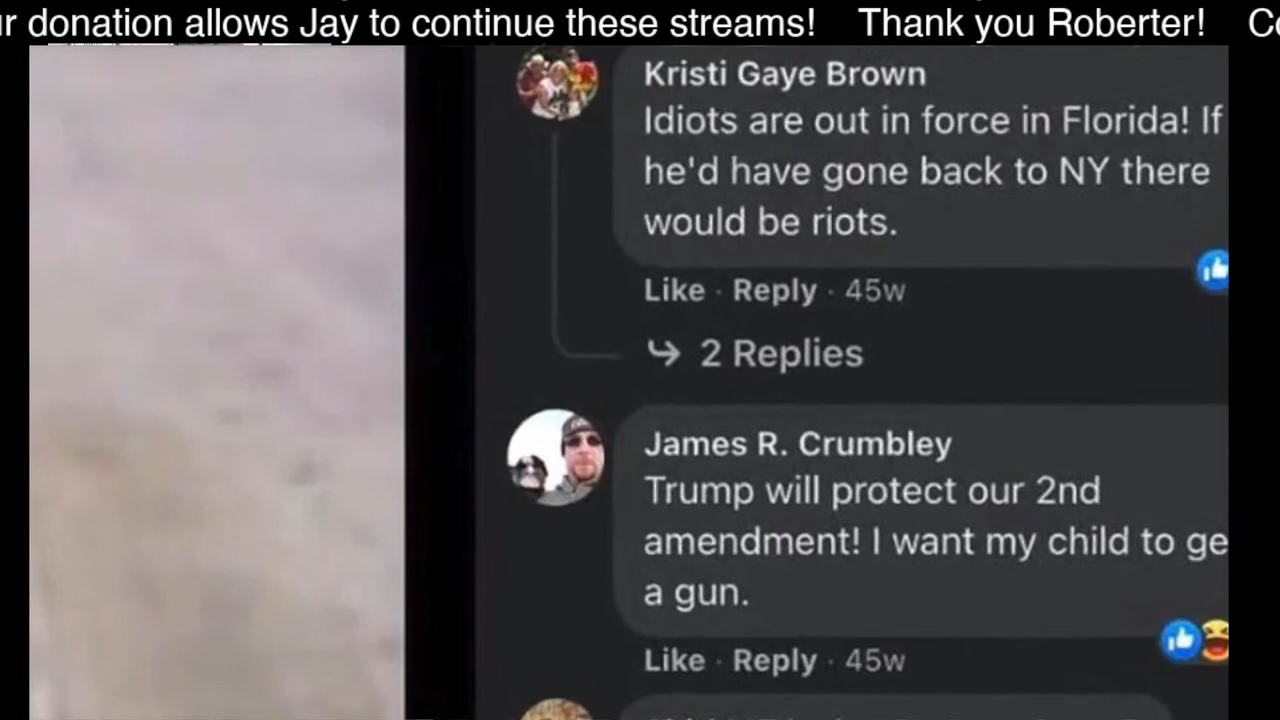 r donation allows Jay to continue these streams! Thank you Roberter!
Kristi Gaye Brown
Idiots are out in force in Florida! If
he'd have gone back to NY there
would be riots.
Like · Reply · 45w
2 Replies
James R. Crumbley
Trump will protect our 2nd
amendment! I want my child to ge
a gun.
Like · Reply · 45w